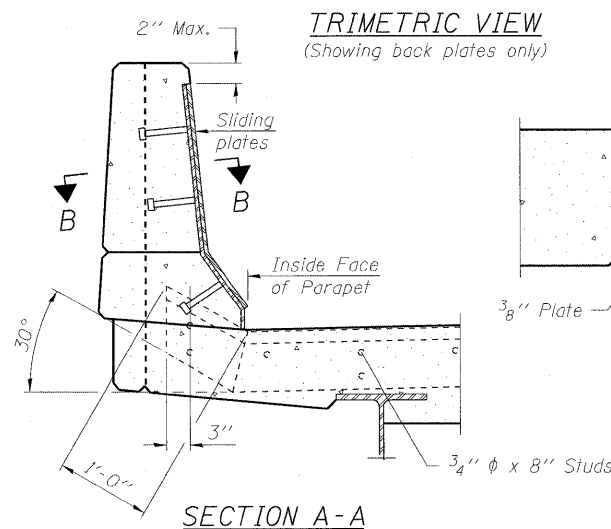 TRIMETRIC VIEW
(Showing back plates only)
2" Max.
Sliding
plates
B
B
Inside Face
of Parapet
3/8" Plate
30°
3"
1'-0"
3/4" φ x 8" Studs
SECTION A-A